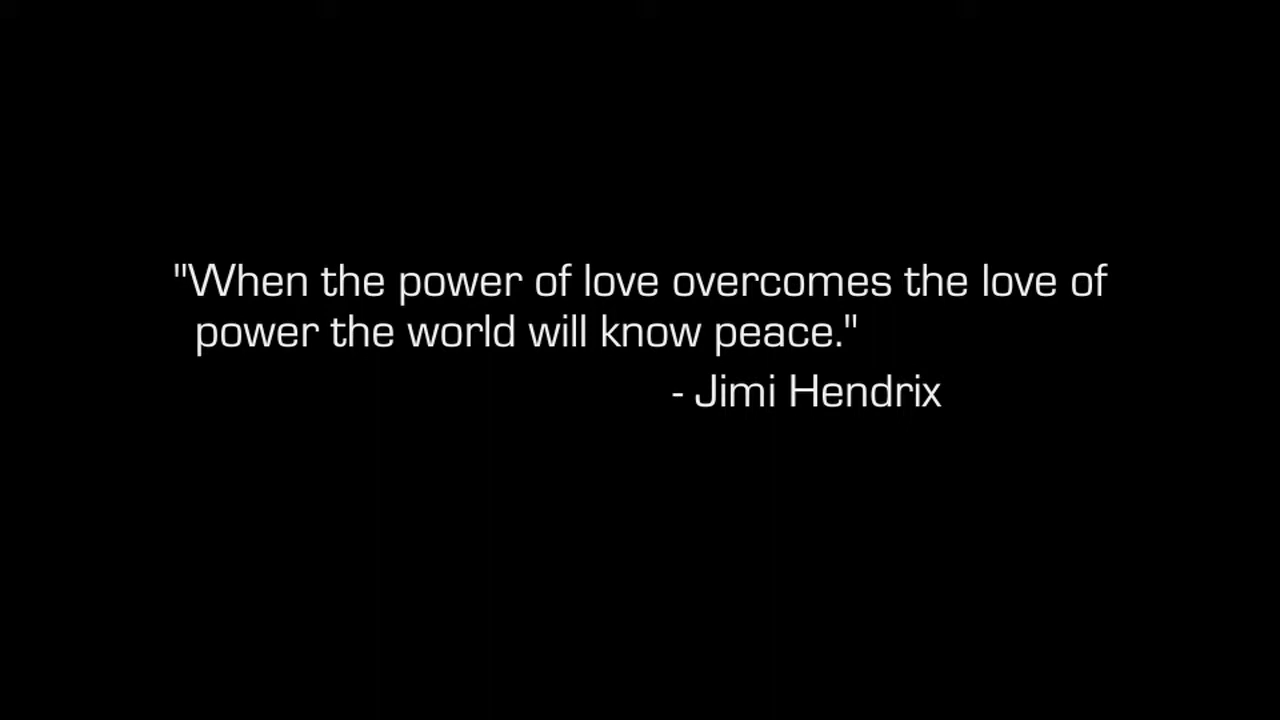 "When the power of love overcomes the love of
power the world will know peace."
- Jimi Hendrix